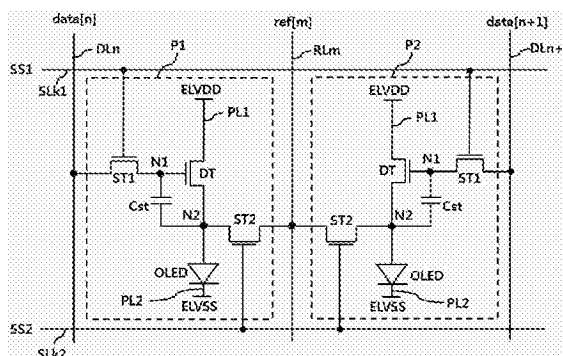 data[n] ref[m] data[n+1]
DLn P1 RLm P2 DLn+
SS1
SLk1
ELVDD ELVDD
PL1 PL1
N1 N1
ST1 DT DT ST1
Cst Cst
N2 ST2 ST2 N2
OLED OLED
PL2 PL2
ELVSS ELVSS
SS2
SLk2